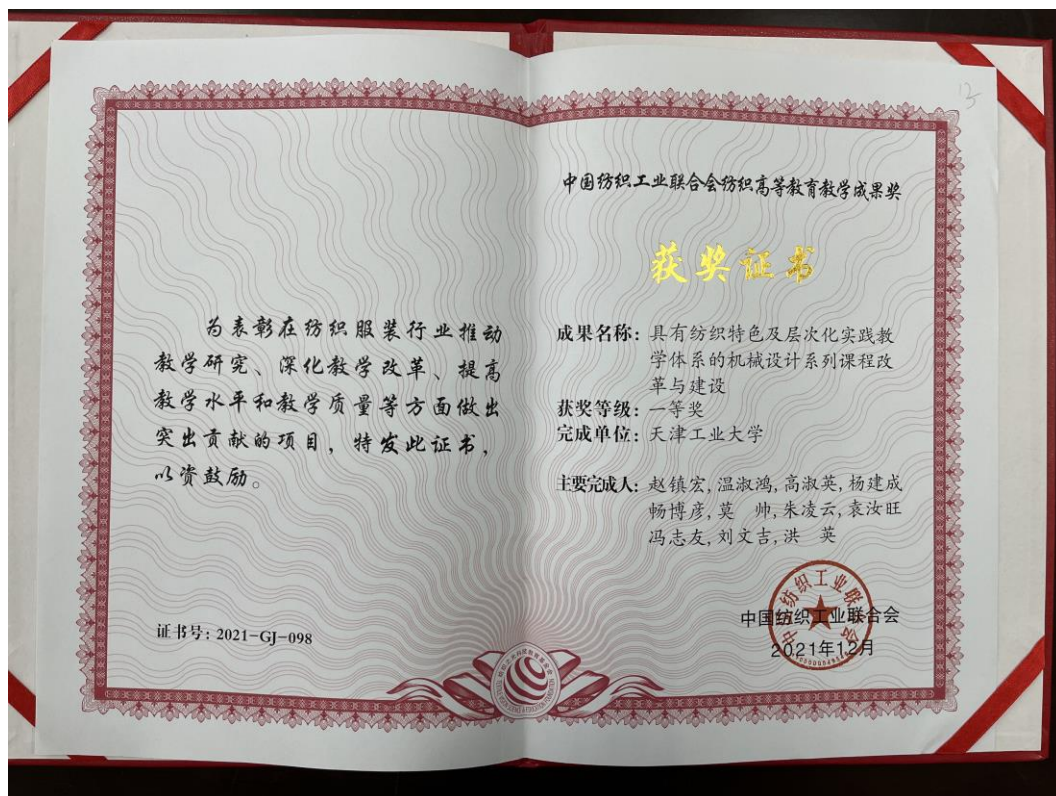 为表彰在纺织服装行业推动
教学研究、深化教学改革、提高
教学水平和教学质量等方面做出
突出贡献的项目，特发此证书，
以资鼓励。
证书号：2021-GJ-098
中国纺织工业联合会纺织高等教育教学成果奖
获奖证书
成果名称：具有纺织特色及层次化实践教
学体系的机械设计系列课程改
革与建设
获奖等级：一等奖
完成单位：天津工业大学
主要完成人：赵镇宏，温淑鸿，高淑英，杨建成
畅博彦，莫 帅，朱凌云，袁汝旺
冯志友，刘文吉，洪 英
中国纺织工业联合会
2021年12月
中国纺织工业联合会